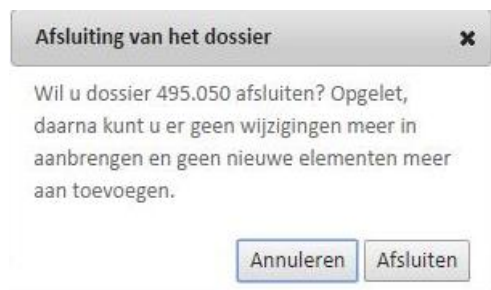 Afsluiting van het dossier
Wil u dossier 495.050 afsluiten? Opgelet,
daarna kunt u er geen wijzigingen meer in
aanbrengen en geen nieuwe elementen meer
aan toevoegen.
Annuleren Afsluiten